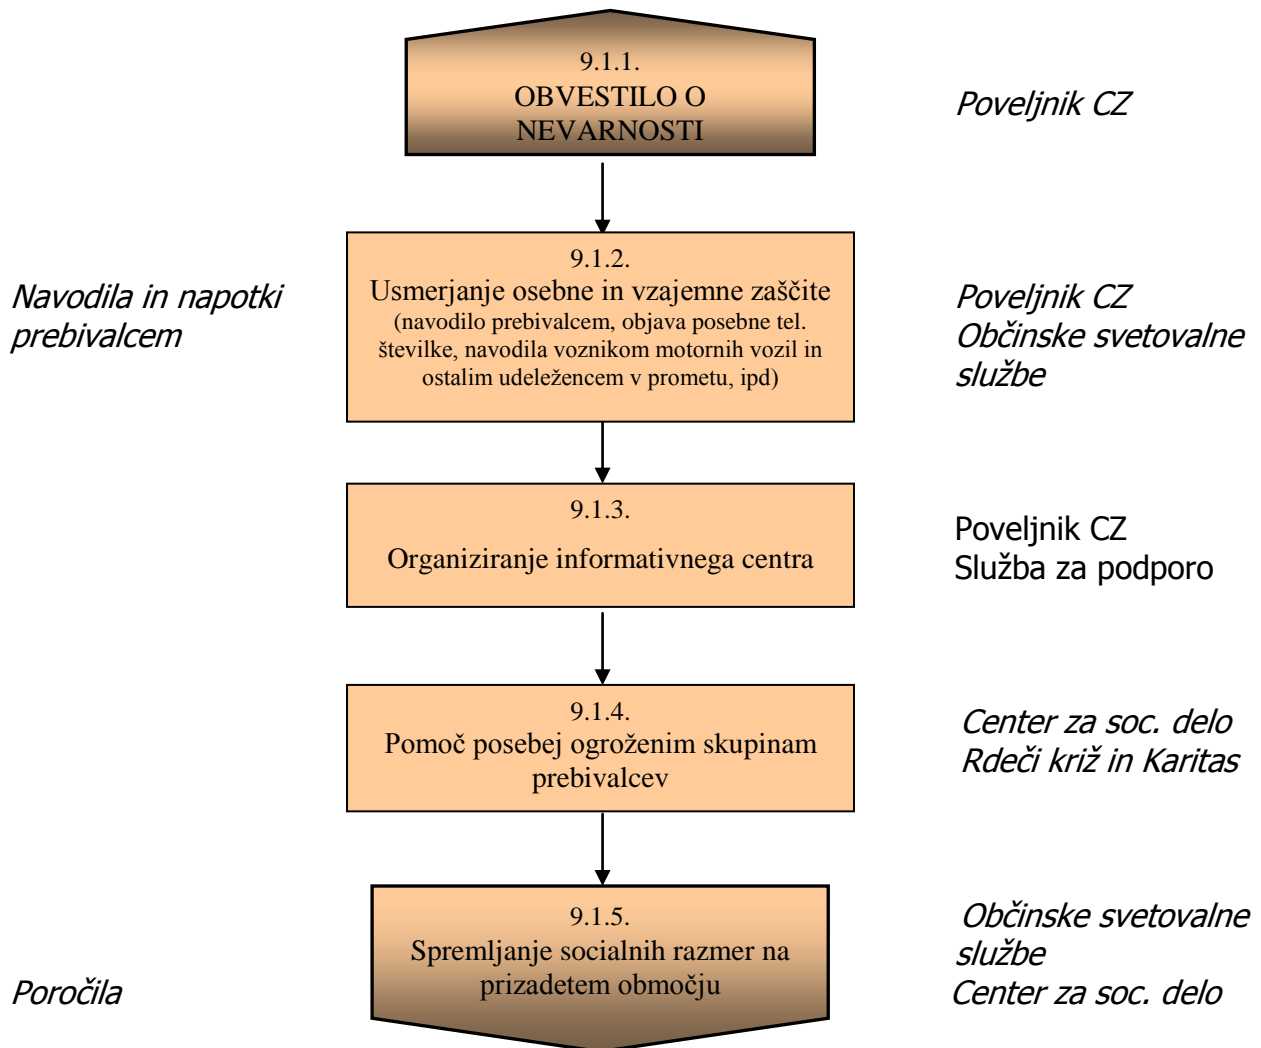 9.1.1.
OBVESTILO O
NEVARNOSTI
Poveljnik CZ
Navodila in napotki
prebivalcem
9.1.2.
Usmerjanje osebne in vzajemne zaščite
(navodilo prebivalcem, objava posebne tel.
številke, navodila voznikom motornih vozil in
ostalim udeležencem v prometu, ipd)
Poveljnik CZ
Občinske svetovalne
službe
9.1.3.
Organiziranje informativnega centra
Poveljnik CZ
Služba za podporo
9.1.4.
Pomoč posebej ogroženim skupinam
prebivalcev
Center za soc. delo
Rdeči križ in Karitas
9.1.5.
Spremljanje socialnih razmer na
prizadetem območju
Občinske svetovalne
službe
Center za soc. delo
Poročila